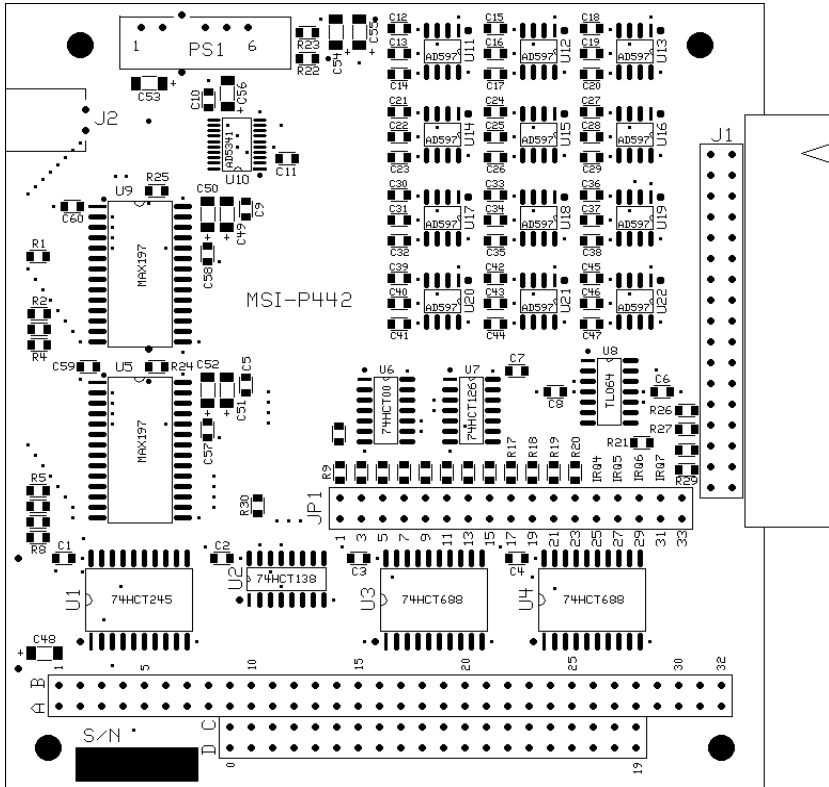 C12 C15 C18
1 6
PS1
R23
R22
C54
C55
C13 AD597 U11 C16 AD597 U12 C19 AD597 U13
C14 C17 C20
C53
C10
C56
J2
C21 C24 C27
C22 AD597 U14 C25 AD597 U15 C28 AD597 U16
C23 C26 C29
AD5341
U10
C11
J1
U9 R25 C50
C60
C49
C9
C58
MAX197
C30 C33 C36
C31 AD597 U17 C34 AD597 U18 C37 AD597 U19
C32 C35 C38
R1
R2
R4
MSI-P442
C39 C42 C45
C40 AD597 U20 C43 AD597 U21 C46 AD597 U22
C41 C44 C47
C59 U5 R24 C52
C51
C5
C57
MAX197
U6 U7 C7 U8
74HCT00
74HCT126
C8
TL064
C6
R26
R27
R21
R29
R5
R8
R30
R9 R17 R18 R19 R20 IRQ4 IRQ5 IRQ6 IRQ7
JP1
1 3 5 7 9 11 13 15 17 19 21 23 25 27 29 31 33
C1 C2 C3 C4
U1 74HCT245 U2 74HCT138 U3 74HCT688 U4 74HCT688
C48
1 5 10 15 20 25 30 32
B
A
C
D
S/N
0 19